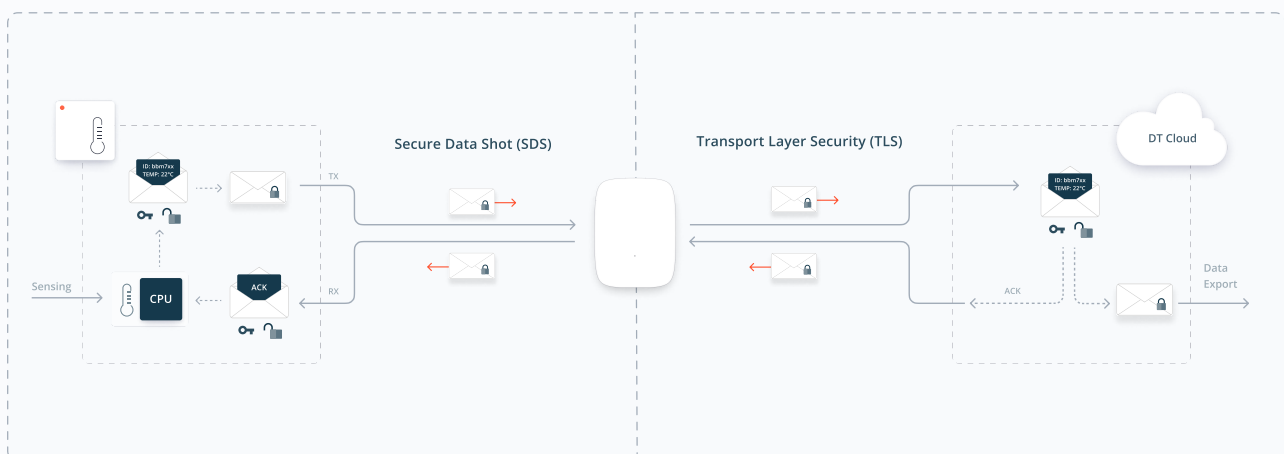 Secure Data Shot (SDS)
Transport Layer Security (TLS)
DT Cloud
ID: bbm7xx
TEMP: 22°C
TX
ID: bbm7xx
TEMP: 22°C
Sensing
CPU
ACK
RX
ACK
Data
Export